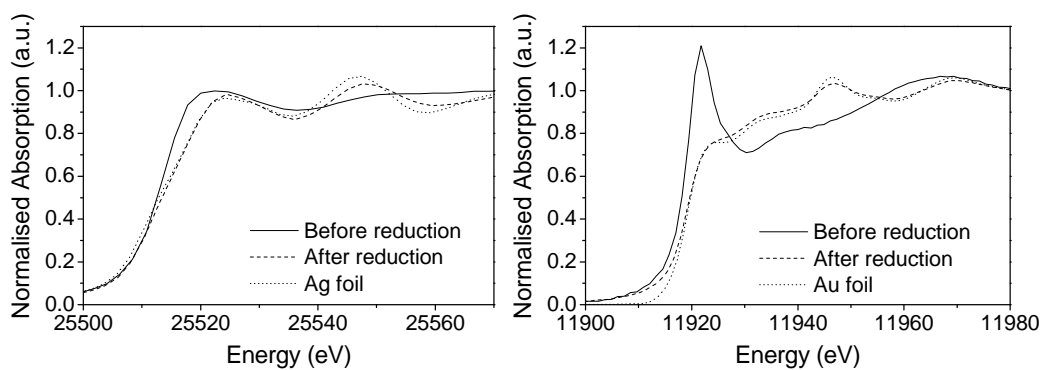 Normalised Absorption (a.u.)
1.2
1.0
0.8
0.6
0.4
0.2
0.0
25500
25520
25540
25560
Energy (eV)
Before reduction
After reduction
Ag foil
Normalised Absorption (a.u.)
1.2
1.0
0.8
0.6
0.4
0.2
0.0
11900
11920
11940
11960
11980
Energy (eV)
Before reduction
After reduction
Au foil